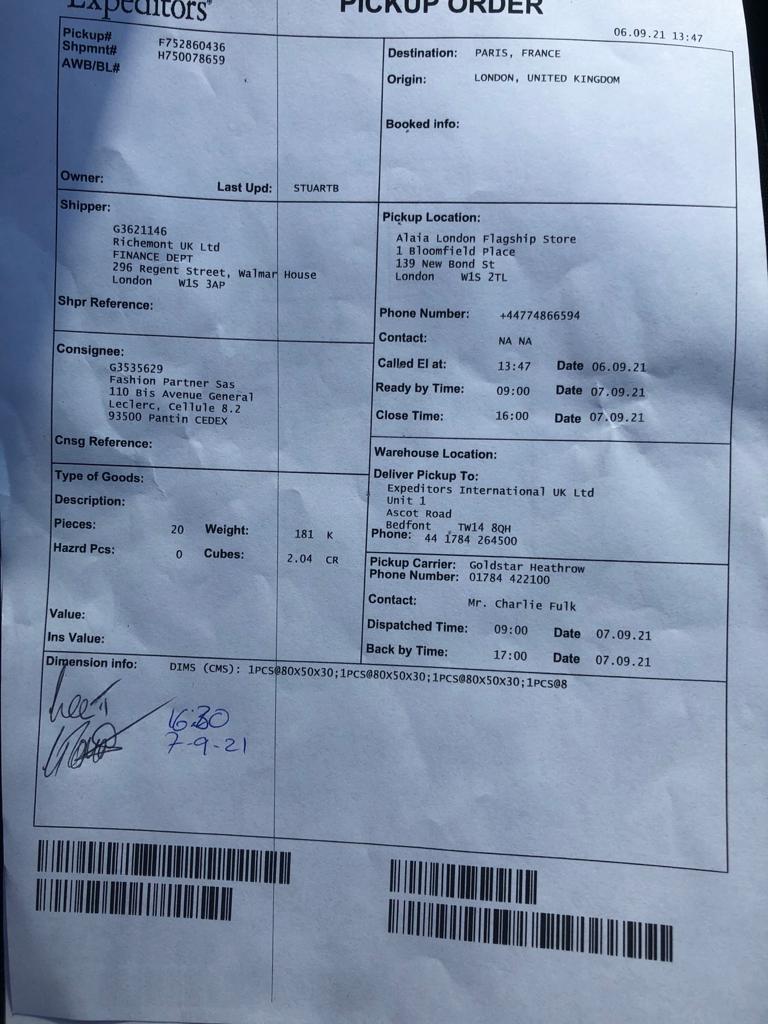 Expeditors
PICKUP ORDER
06.09.21 13:47
Pickup# F752860436
Shpmnt# H750078659
AWB/BL#
Owner:
Last Upd: STUARTB
Destination: PARIS, FRANCE
Origin: LONDON, UNITED KINGDOM
Booked info:
Shipper:
G3621146
Richemont UK Ltd
FINANCE DEPT
296 Regent Street, Walmar House
London W1S 3AP
Shpr Reference:
Pickup Location:
Alaia London Flagship Store
1 Bloomfield Place
139 New Bond St
London W1S 2TL
Phone Number: +44774866594
Contact: NA NA
Called EI at: 13:47 Date 06.09.21
Ready by Time: 09:00 Date 07.09.21
Close Time: 16:00 Date 07.09.21
Consignee:
G3535629
Fashion Partner Sas
110 Bis Avenue General
Leclerc, Cellule 8.2
93500 Pantin CEDEX
Cnsg Reference:
Warehouse Location:
Deliver Pickup To:
Expeditors International UK Ltd
Unit 1
Ascot Road
Bedfont TW14 8QH
Phone: 44 1784 264500
Type of Goods:
Description:
Pieces: 20 Weight: 181 K
Hazrd Pcs: 0 Cubes: 2.04 CR
Value:
Ins Value:
Pickup Carrier: Goldstar Heathrow
Phone Number: 01784 422100
Contact: Mr. Charlie Fulk
Dispatched Time: 09:00 Date 07.09.21
Back by Time: 17:00 Date 07.09.21
Dimension info: DIMS (CMS): 1PCS@80X50X30;1PCS@80X50X30;1PCS@80X50X30;1PCS@8
16:30
7-9-21